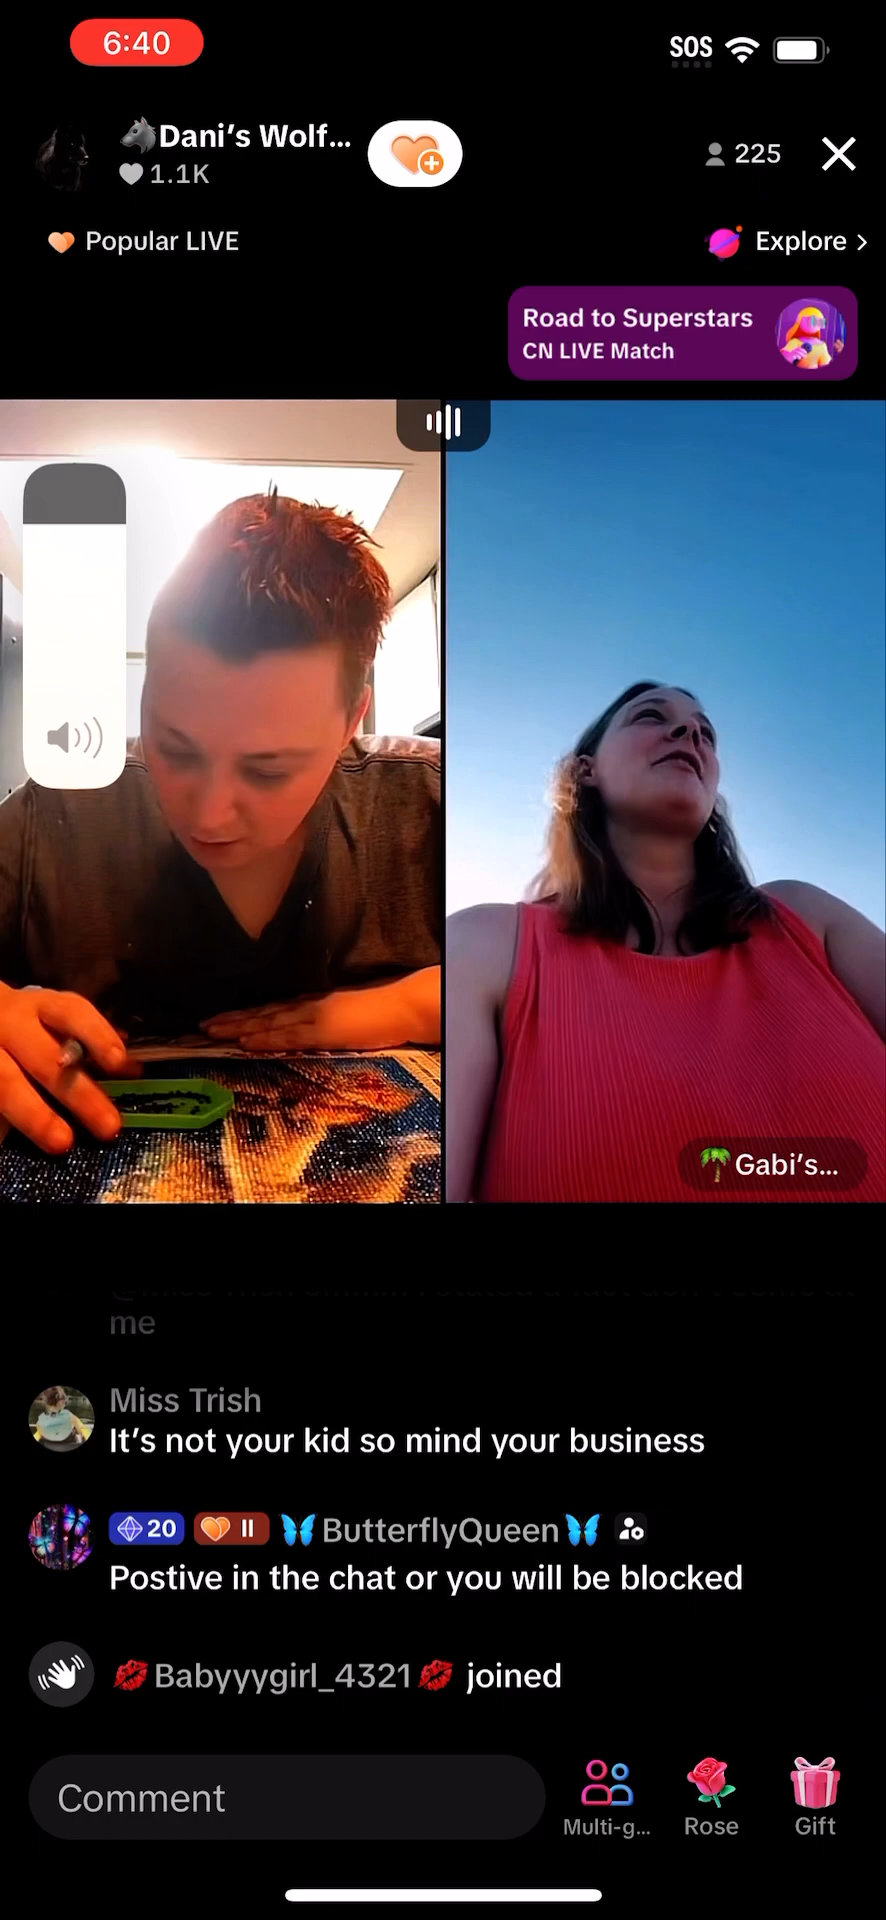 6:40
SOS
Dani's Wolf...
1.1K
225
Popular LIVE
Explore >
Road to Superstars
CN LIVE Match
Gabi's...
me
Miss Trish
It's not your kid so mind your business
20 II ButterflyQueen
Postive in the chat or you will be blocked
Babyyygirl_4321 joined
Comment
Multi-g...
Rose
Gift